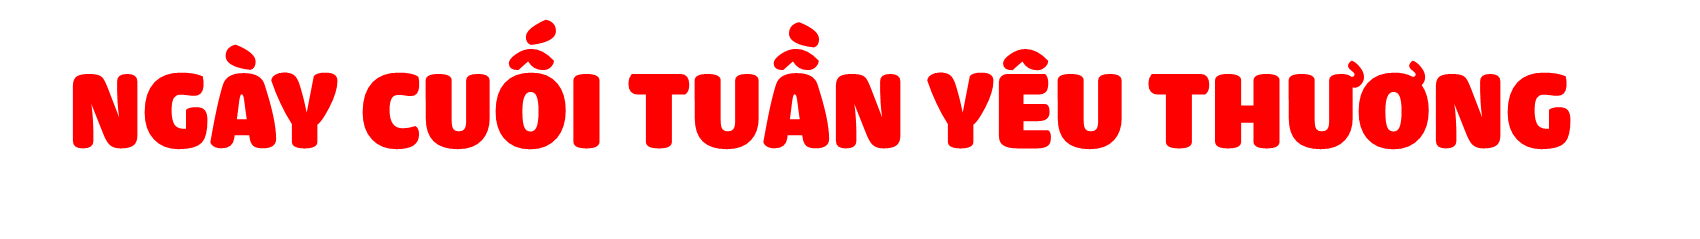 NGÀY CUỐI TUẦN YÊU THƯƠNG